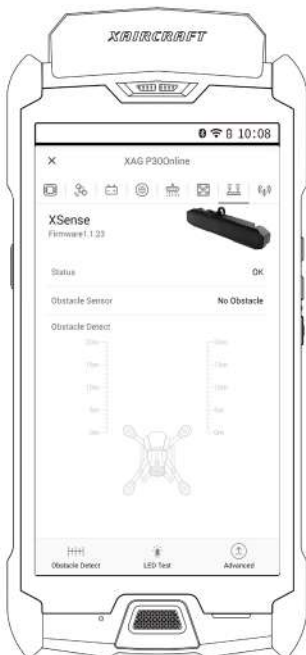 XAIRCRAFT
10:08
XAG P30Online
XSense
Firmware1.1.23
Status OK
Obstacle Sensor No Obstacle
Obstacle Detect
Obstacle Detect LED Test Advanced